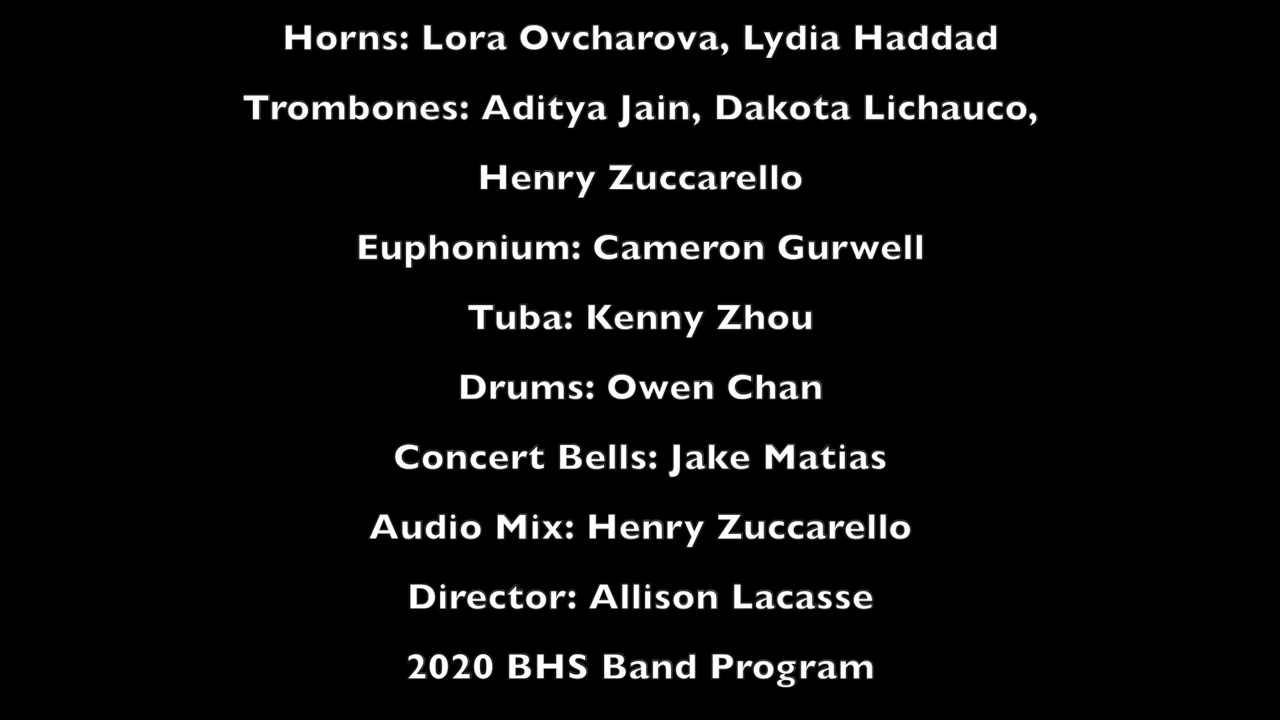 Horns: Lora Ovcharova, Lydia Haddad
Trombones: Aditya Jain, Dakota Lichauco,
Henry Zuccarello
Euphonium: Cameron Gurwell
Tuba: Kenny Zhou
Drums: Owen Chan
Concert Bells: Jake Matias
Audio Mix: Henry Zuccarello
Director: Allison Lacasse
2020 BHS Band Program